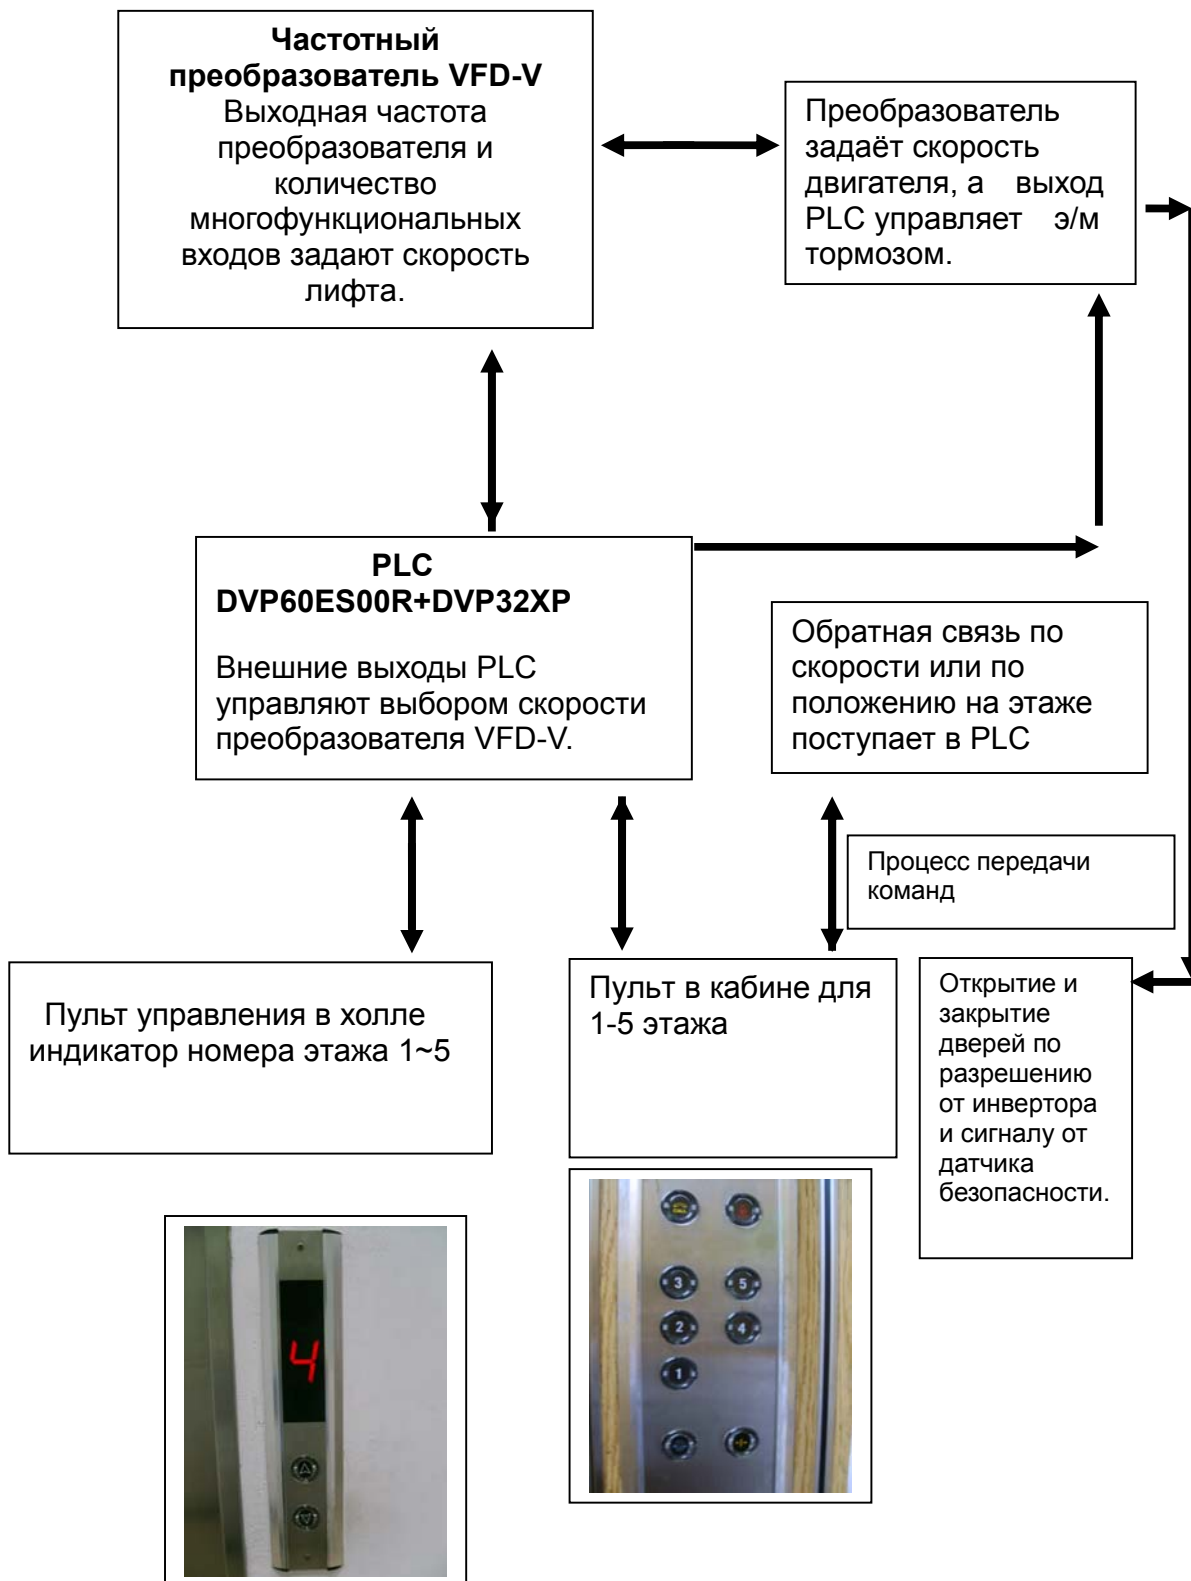 Частотный
преобразователь VFD-V
Выходная частота
преобразователя и
количество
многофункциональных
входов задают скорость
лифта.
Преобразователь
задаёт скорость
двигателя, а выход
PLC управляет э/м
тормозом.
PLC
DVP60ES00R+DVP32XP
Внешние выходы PLC
управляют выбором скорости
преобразователя VFD-V.
Обратная связь по
скорости или по
положению на этаже
поступает в PLC
Процесс передачи
команд
Пульт управления в холле
индикатор номера этажа 1~5
Пульт в кабине для
1-5 этажа
Открытие и
закрытие
дверей по
разрешению
от инвертора
и сигналу от
датчика
безопасности.
4
3 5
2 4
1